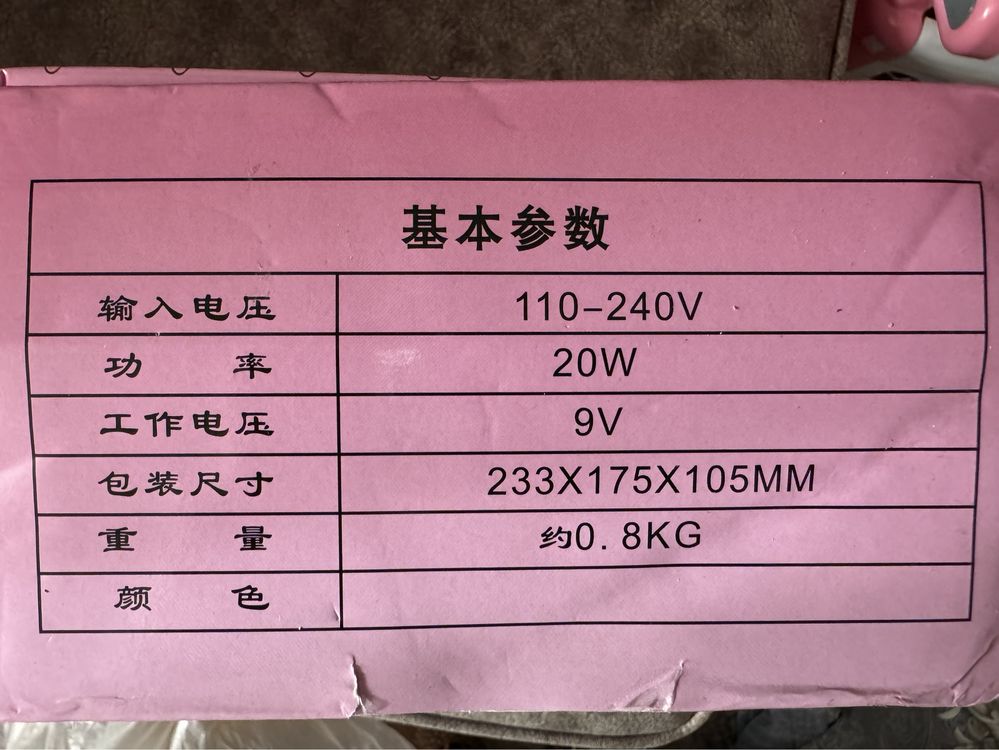 基本参数
输入电压 110-240V
功率 20W
工作电压 9V
包装尺寸 233X175X105MM
重量 约0.8KG
颜色